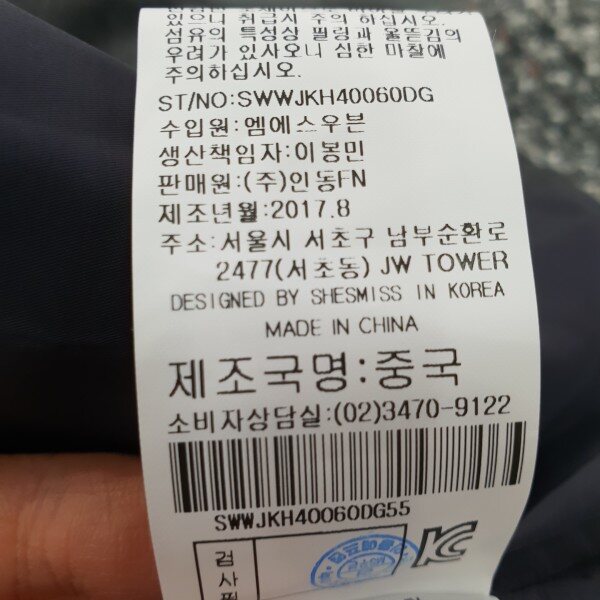 있으니 취급시 주의 하십시오.
섬유의 특성상 필링과 올뜯김의
우려가 있사오니 심한 마찰에
주의하십시오.
ST/NO:SWWJKH40060DG
수입원:엠에스우븐
생산책임자:이봉민
판매원:(주)인동FN
제조년월:2017.8
주소:서울시 서초구 남부순환로
2477(서초동) JW TOWER
DESIGNED BY SHESMISS IN KOREA
MADE IN CHINA
제조국명:중국
소비자상담실:(02)3470-9122
SWWJKH40060DG55
검
사
필
KC